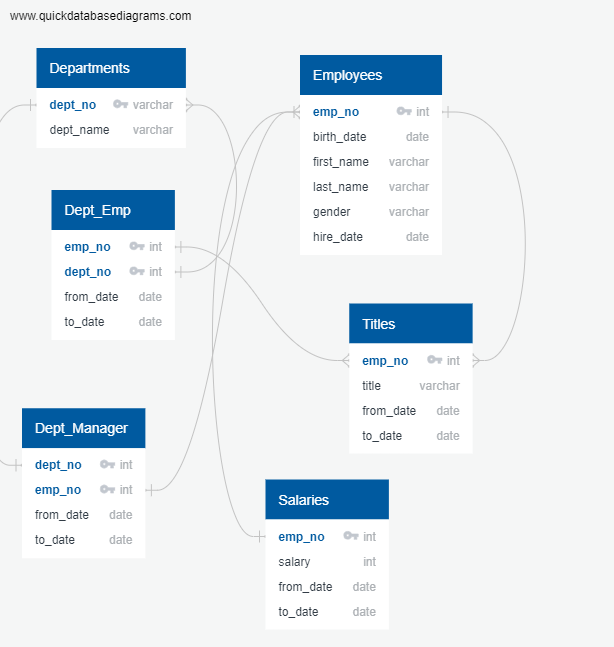 www.quickdatabasediagrams.com
Departments
dept_no varchar
dept_name varchar
Employees
emp_no int
birth_date date
first_name varchar
last_name varchar
gender varchar
hire_date date
Dept_Emp
emp_no int
dept_no int
from_date date
to_date date
Titles
emp_no int
title varchar
from_date date
to_date date
Dept_Manager
dept_no int
emp_no int
from_date date
to_date date
Salaries
emp_no int
salary int
from_date date
to_date date